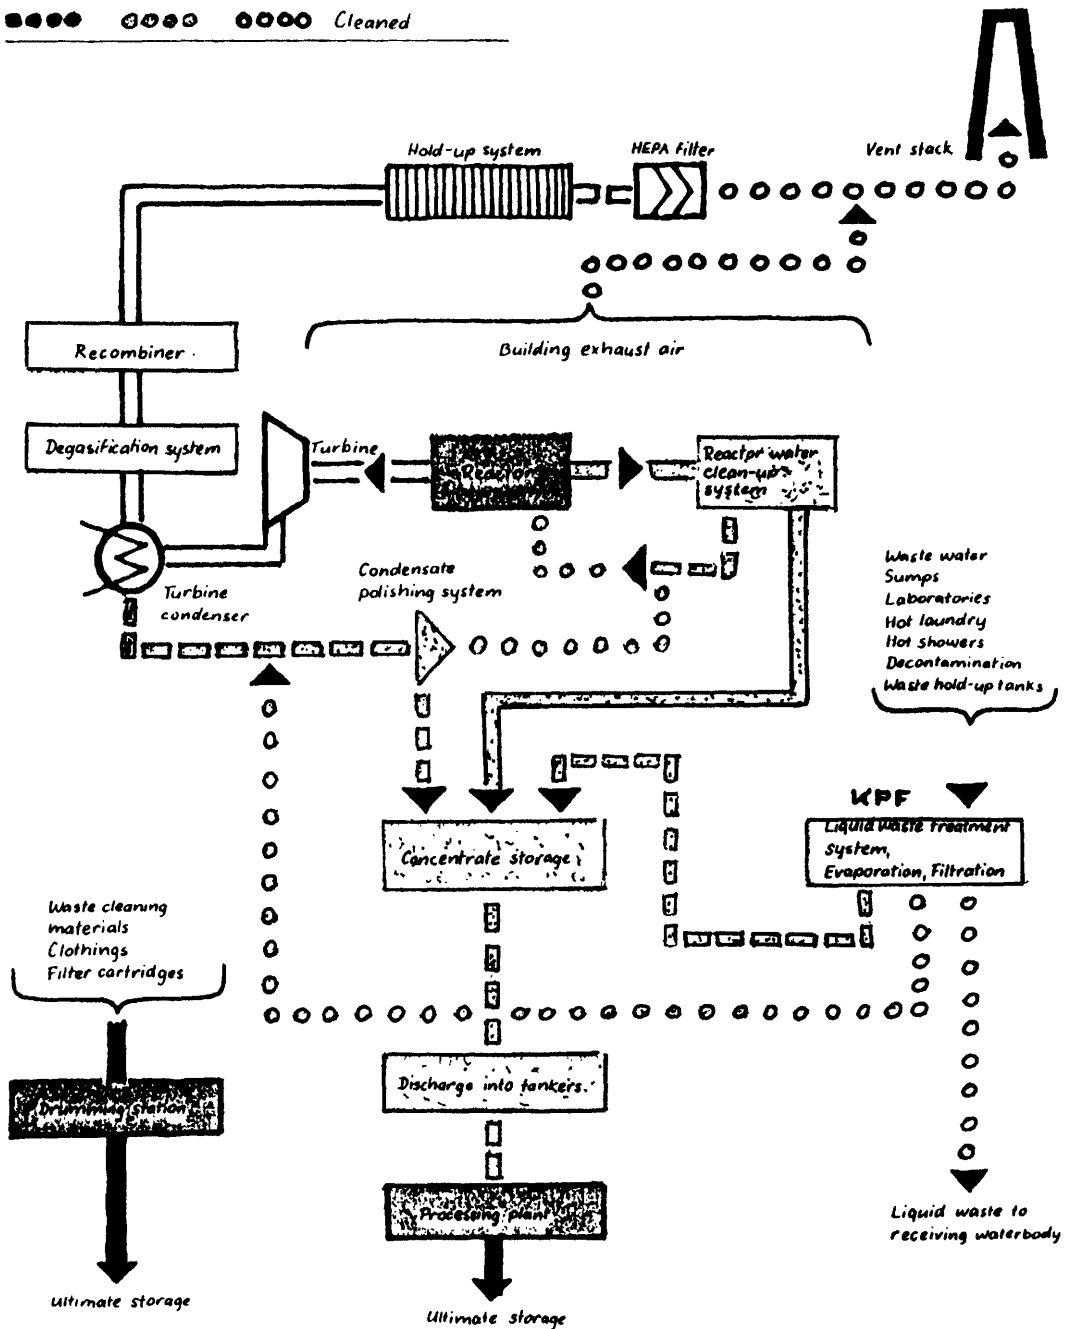 Cleaned
Hold-up system
HEPA filter
Vent stack
Recombiner
Building exhaust air
Degasification system
Turbine
Reactor
Reactor water
clean-up
system
Turbine
condenser
Condensate
polishing system
Waste water
Sumps
Laboratories
Hot laundry
Hot showers
Decontamination
Waste hold-up tanks
KPF
Liquid waste treatment
system,
Evaporation, Filtration
Concentrate storage
Waste cleaning
materials
Clothings
Filter cartridges
Discharge into tankers
Drumming station
Processing plant
Liquid waste to
receiving waterbody
Ultimate storage
Ultimate storage